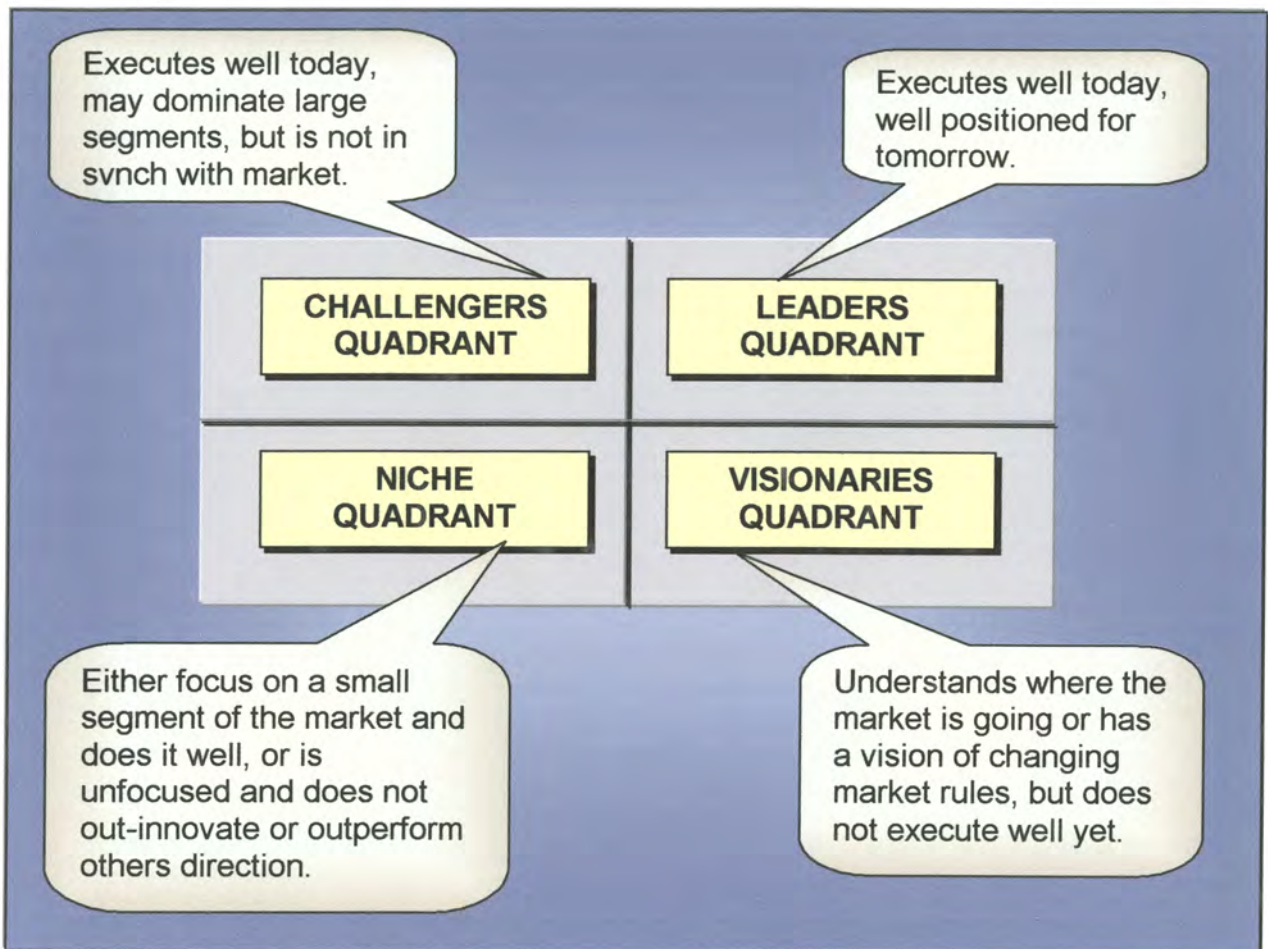 Executes well today,
may dominate large
segments, but is not in
svnch with market.
Executes well today,
well positioned for
tomorrow.
CHALLENGERS
QUADRANT
LEADERS
QUADRANT
NICHE
QUADRANT
VISIONARIES
QUADRANT
Either focus on a small
segment of the market and
does it well, or is
unfocused and does not
out-innovate or outperform
others direction.
Understands where the
market is going or has
a vision of changing
market rules, but does
not execute well yet.